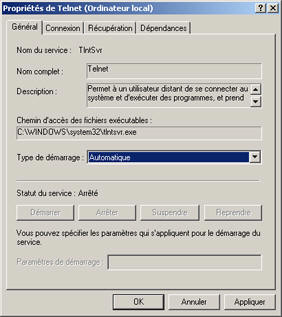 Propriétés de Telnet (Ordinateur local)
Général Connexion Récupération Dépendances
Nom du service : TlntSvr
Nom complet : Telnet
Description : Permet à un utilisateur distant de se connecter au
système et d'exécuter des programmes, et prend
Chemin d'accès des fichiers exécutables :
C:\WINDOWS\system32\tlntsvr.exe
Type de démarrage : Automatique
Statut du service : Arrêté
Démarrer Arrêter Suspendre Reprendre
Vous pouvez spécifier les paramètres qui s'appliquent pour le démarrage du
service.
Paramètres de démarrage :
OK Annuler Appliquer